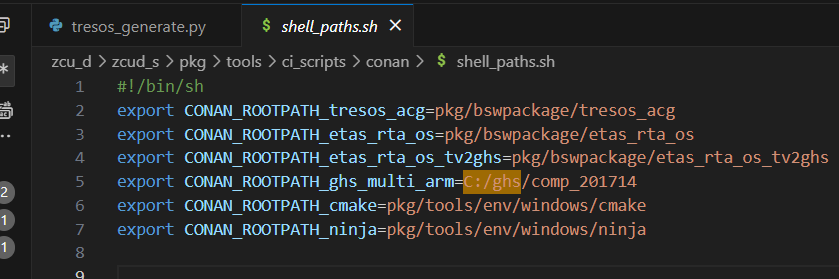 tresos_generate.py
$ shell_paths.sh ×
zcu_d > zcud_s > pkg > tools > ci_scripts > conan > $ shell_paths.sh
1 #!/bin/sh
2 export CONAN_ROOTPATH_tresos_acg=pkg/bswpackage/tresos_acg
3 export CONAN_ROOTPATH_etas_rta_os=pkg/bswpackage/etas_rta_os
4 export CONAN_ROOTPATH_etas_rta_os_tv2ghs=pkg/bswpackage/etas_rta_os_tv2ghs
5 export CONAN_ROOTPATH_ghs_multi_arm=C:/ghs/comp_201714
6 export CONAN_ROOTPATH_cmake=pkg/tools/env/windows/cmake
7 export CONAN_ROOTPATH_ninja=pkg/tools/env/windows/ninja
8
9
2
1
1